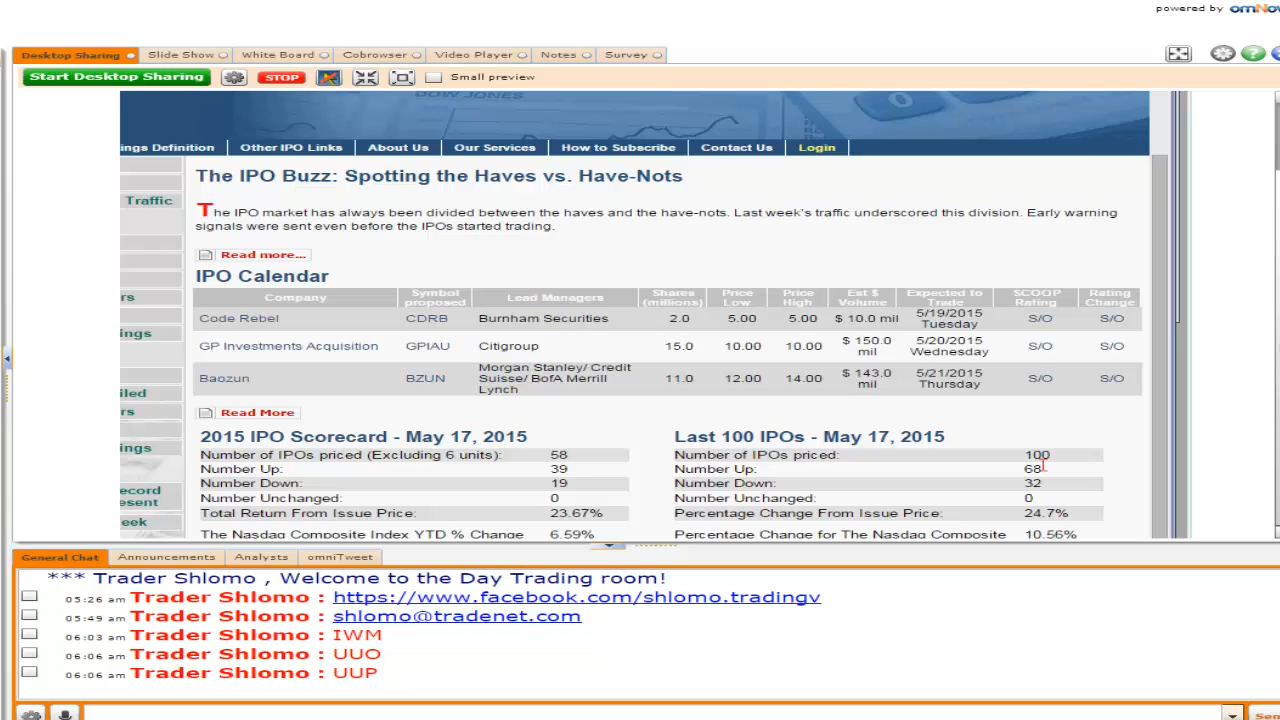 powered by
Desktop Sharing Slide Show White Board Cobrowser Video Player Notes Survey
Start Desktop Sharing STOP Small preview
DOW JONES
ings Definition Other IPO Links About Us Our Services How to Subscribe Contact Us Login
The IPO Buzz: Spotting the Haves vs. Have-Nots
Traffic
The IPO market has always been divided between the haves and the have-nots. Last week's traffic underscored this division. Early warning
signals were sent even before the IPOs started trading.
Read more...
IPO Calendar
Company Symbol proposed Lead Managers Shares (millions) Price Low Price High Est $ Volume Expected to Trade SCOOP Rating Rating Change
rs
Code Rebel CDRB Burnham Securities 2.0 5.00 5.00 $ 10.0 mil 5/19/2015 Tuesday S/O S/O
ings
GP Investments Acquisition GPIAU Citigroup 15.0 10.00 10.00 $ 150.0 mil 5/20/2015 Wednesday S/O S/O
Baozun BZUN Morgan Stanley/ Credit Suisse/ BofA Merrill Lynch 11.0 12.00 14.00 $ 143.0 mil 5/21/2015 Thursday S/O S/O
iled
rs
Read More
ings
2015 IPO Scorecard - May 17, 2015
Number of IPOs priced (Excluding 6 units): 58
Number Up: 39
Number Down: 19
Number Unchanged: 0
Total Return From Issue Price: 23.67%
The Nasdaq Composite Index YTD % Change 6.59%
Last 100 IPOs - May 17, 2015
Number of IPOs priced: 100
Number Up: 68
Number Down: 32
Number Unchanged: 0
Percentage Change From Issue Price: 24.7%
Percentage Change for The Nasdaq Composite 10.56%
ecord
esent
eek
General Chat Announcements Analysts omniTweet
*** Trader Shlomo , Welcome to the Day Trading room!
05:26 am Trader Shlomo : https://www.facebook.com/shlomo.tradingv
05:49 am Trader Shlomo : shlomo@tradenet.com
06:03 am Trader Shlomo : IWM
06:06 am Trader Shlomo : UUO
06:06 am Trader Shlomo : UUP